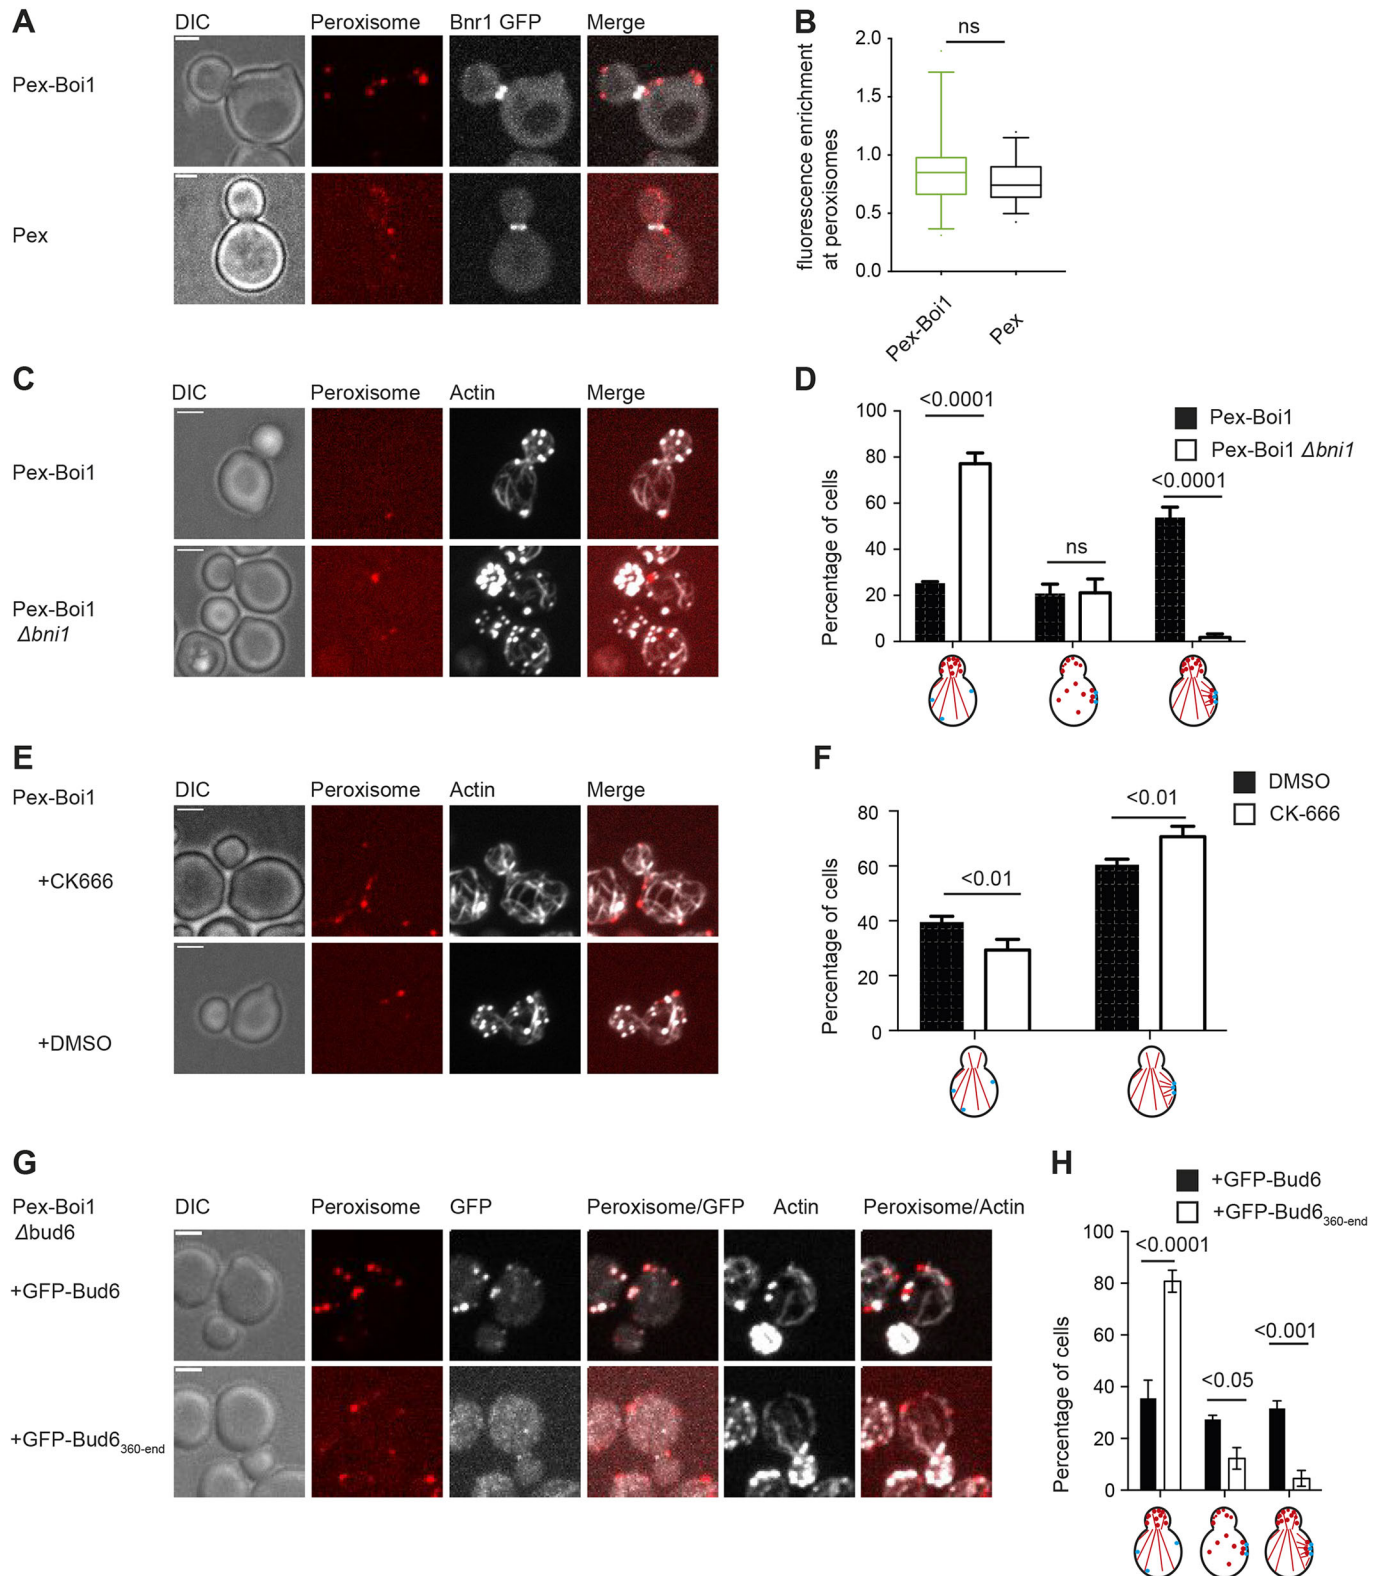 A
DIC Peroxisome Bnr1 GFP Merge
Pex-Boi1
Pex
B
ns
fluorescence enrichment
at peroxisomes
2.0
1.5
1.0
0.5
0.0
Pex-Boi1
Pex
C
DIC Peroxisome Actin Merge
Pex-Boi1
Pex-Boi1
Δbni1
D
<0.0001
Pex-Boi1
Pex-Boi1 Δbni1
<0.0001
ns
Percentage of cells
100
80
60
40
20
0
E
Pex-Boi1
DIC Peroxisome Actin Merge
+CK666
+DMSO
F
DMSO
CK-666
<0.01
<0.01
Percentage of cells
80
60
40
20
0
G
Pex-Boi1
Δbud6
DIC Peroxisome GFP Peroxisome/GFP Actin Peroxisome/Actin
+GFP-Bud6
+GFP-Bud6360-end
H
+GFP-Bud6
+GFP-Bud6360-end
<0.0001
<0.05
<0.001
Percentage of cells
100
80
60
40
20
0